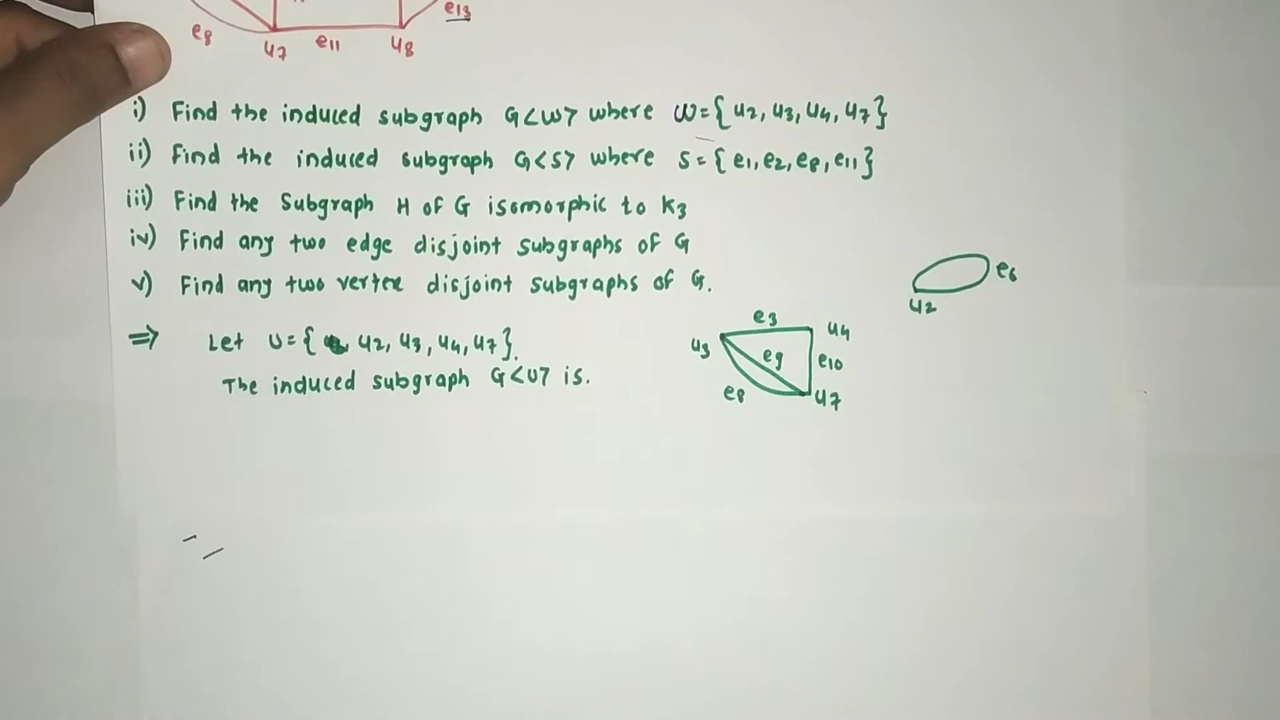 e13
e8 u7 e11 u8
i) Find the induced subgraph G<W> where W={u2, u3, u4, u7}
ii) Find the induced subgraph G<S> where S={e1, e2, e8, e11}
iii) Find the Subgraph H of G isomorphic to K3
iv) Find any two edge disjoint subgraphs of G
v) Find any two vertex disjoint subgraphs of G.
e6
u2
⇒ Let U={ u2, u3, u4, u7}.
The induced subgraph G<U> is.
e3
u4
u3
e9 e10
e8 u7